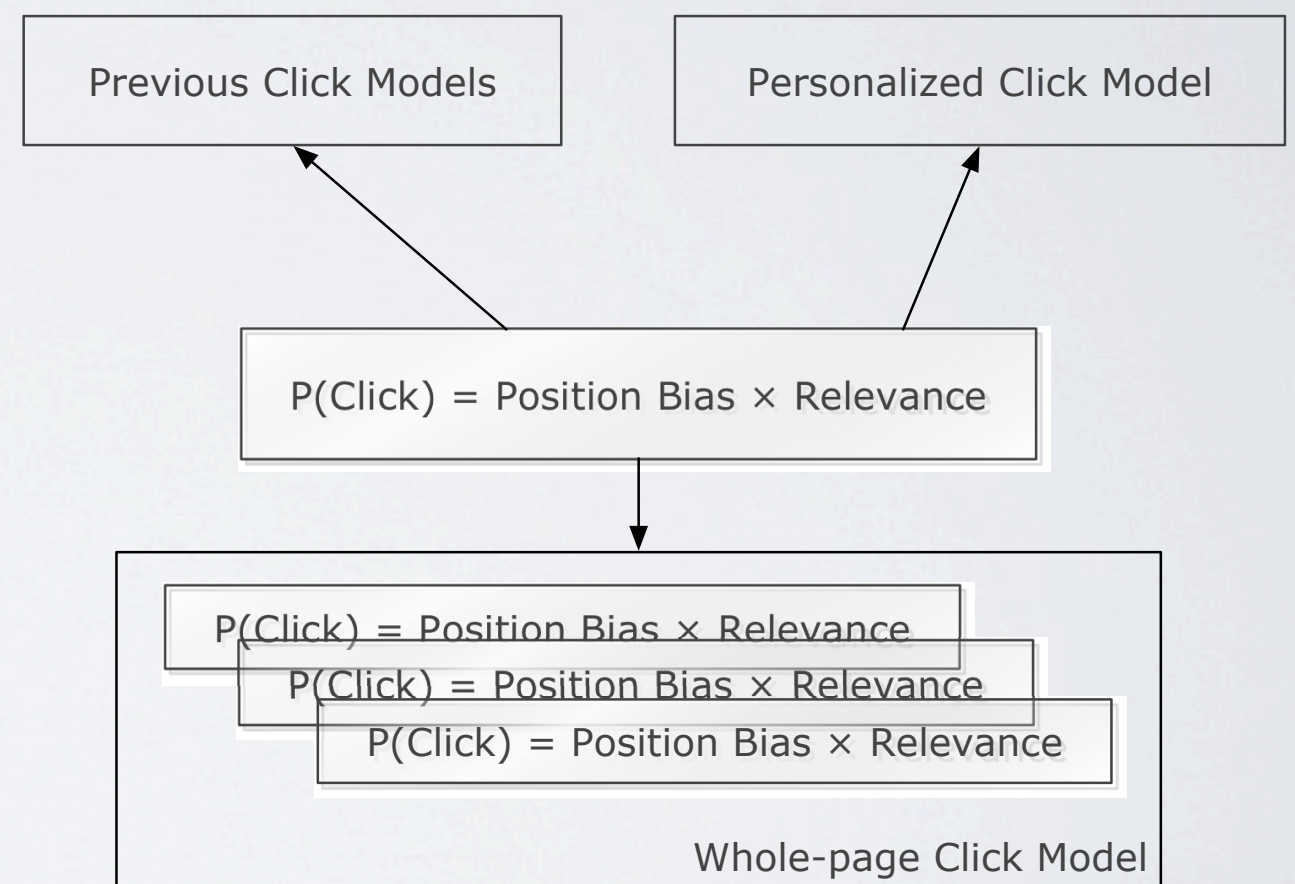 Previous Click Models
Personalized Click Model
P(Click) = Position Bias × Relevance
P(Click) = Position Bias × Relevance
P(Click) = Position Bias × Relevance
P(Click) = Position Bias × Relevance
Whole-page Click Model